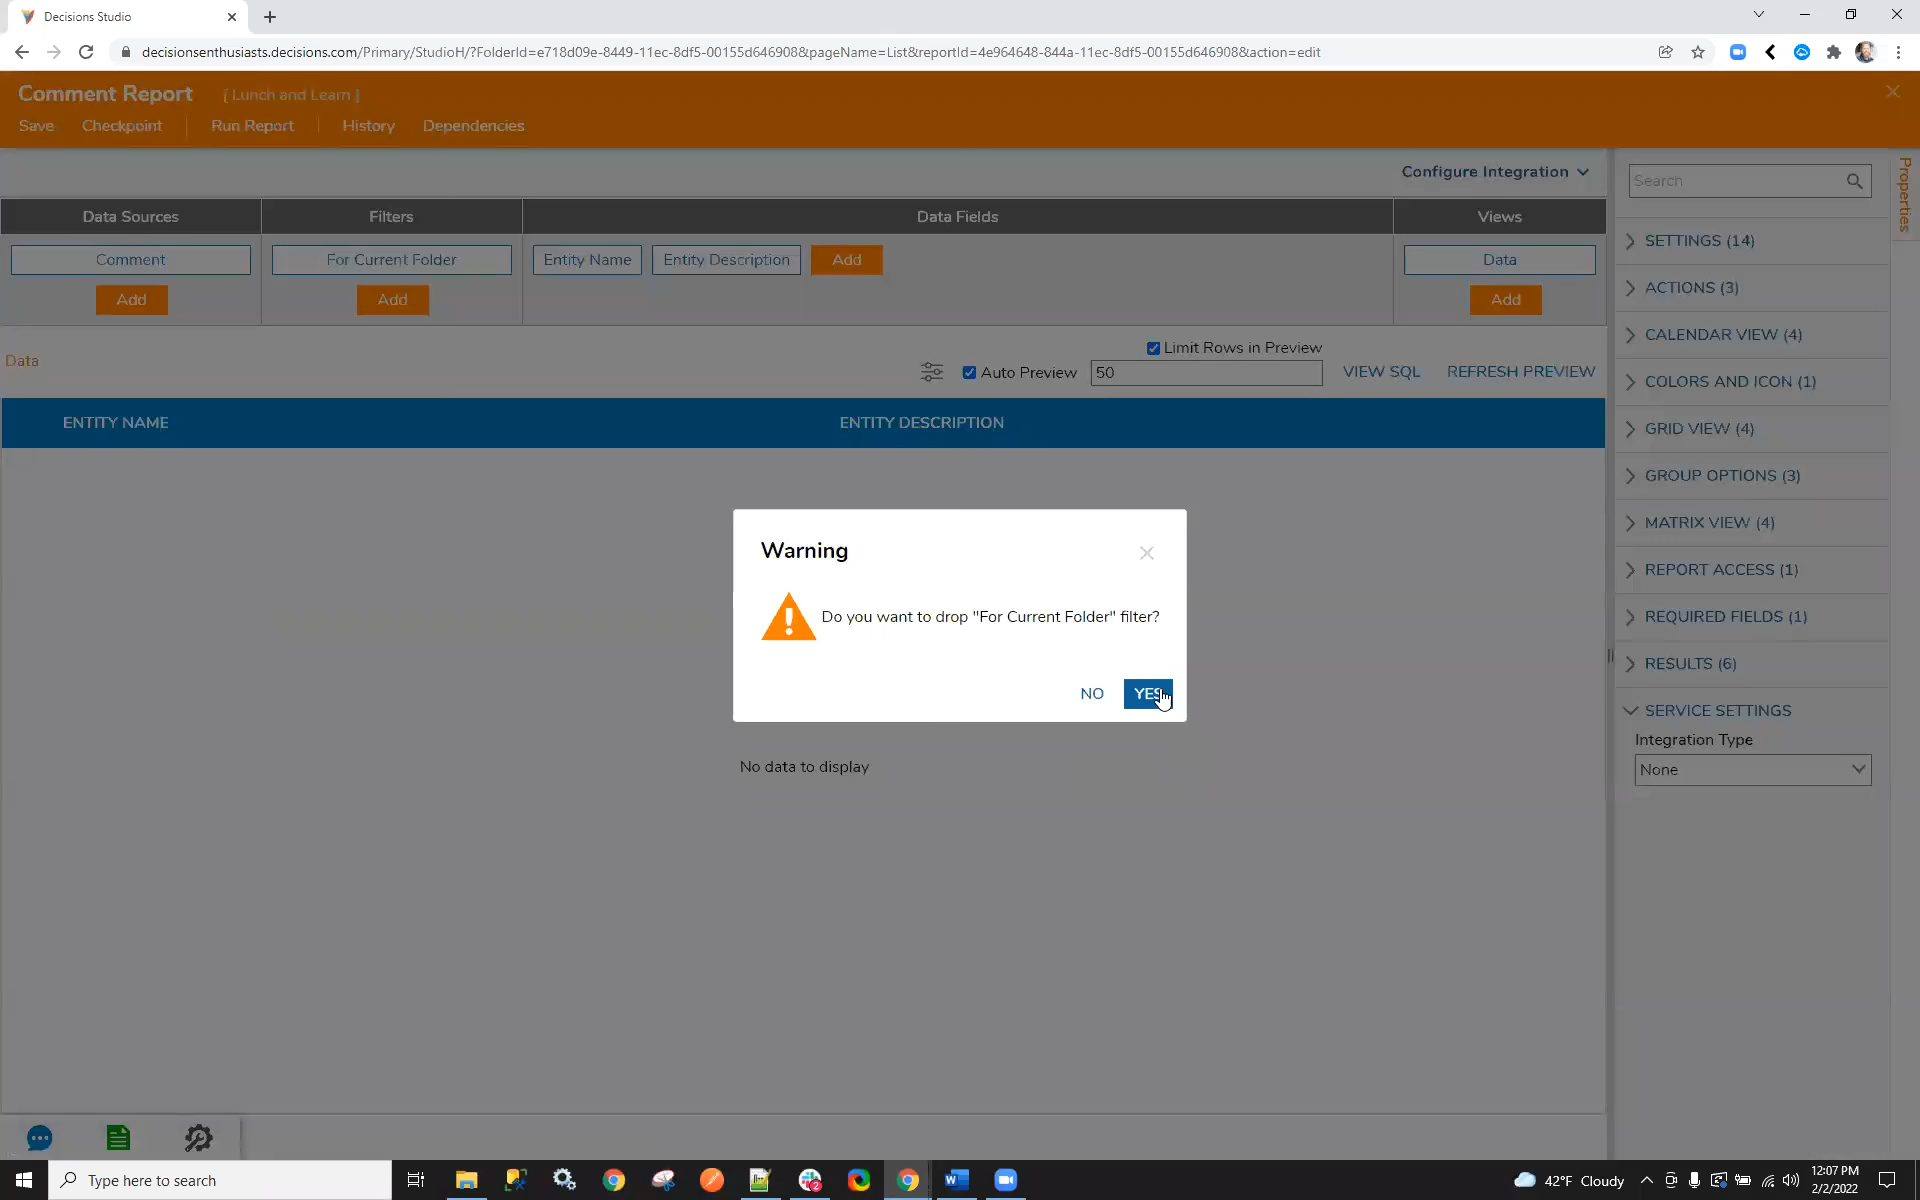 Decisions Studio
decisionsenthusiasts.decisions.com/Primary/StudioH/?FolderId=e718d09e-8449-11ec-8df5-00155d646908&pageName=List&reportId=4e964648-844a-11ec-8df5-00155d646908&action=edit
Comment Report [ Lunch and Learn ]
Save Checkpoint Run Report History Dependencies
Configure Integration
Data Sources Filters Data Fields Views
Comment For Current Folder Entity Name Entity Description Add Data
Add Add Add
Limit Rows in Preview
Data Auto Preview 50 VIEW SQL REFRESH PREVIEW
ENTITY NAME ENTITY DESCRIPTION
Warning
Do you want to drop "For Current Folder" filter?
NO YES
No data to display
Properties
Search
SETTINGS (14)
ACTIONS (3)
CALENDAR VIEW (4)
COLORS AND ICON (1)
GRID VIEW (4)
GROUP OPTIONS (3)
MATRIX VIEW (4)
REPORT ACCESS (1)
REQUIRED FIELDS (1)
RESULTS (6)
SERVICE SETTINGS
Integration Type
None
Type here to search
42°F Cloudy
12:07 PM
2/2/2022